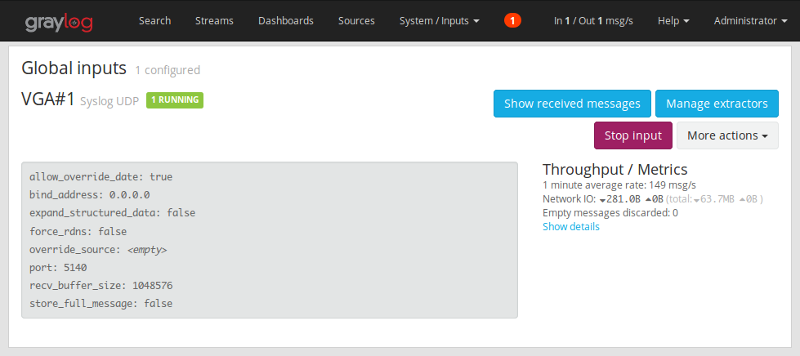 graylog Search Streams Dashboards Sources System / Inputs 1 In 1 / Out 1 msg/s Help Administrator
Global inputs 1 configured
VGA#1 Syslog UDP 1 RUNNING
Show received messages Manage extractors
Stop input More actions
allow_override_date: true
bind_address: 0.0.0.0
expand_structured_data: false
force_rdns: false
override_source: <empty>
port: 5140
recv_buffer_size: 1048576
store_full_message: false
Throughput / Metrics
1 minute average rate: 149 msg/s
Network IO: 281.0B 0B (total: 63.7MB 0B )
Empty messages discarded: 0
Show details